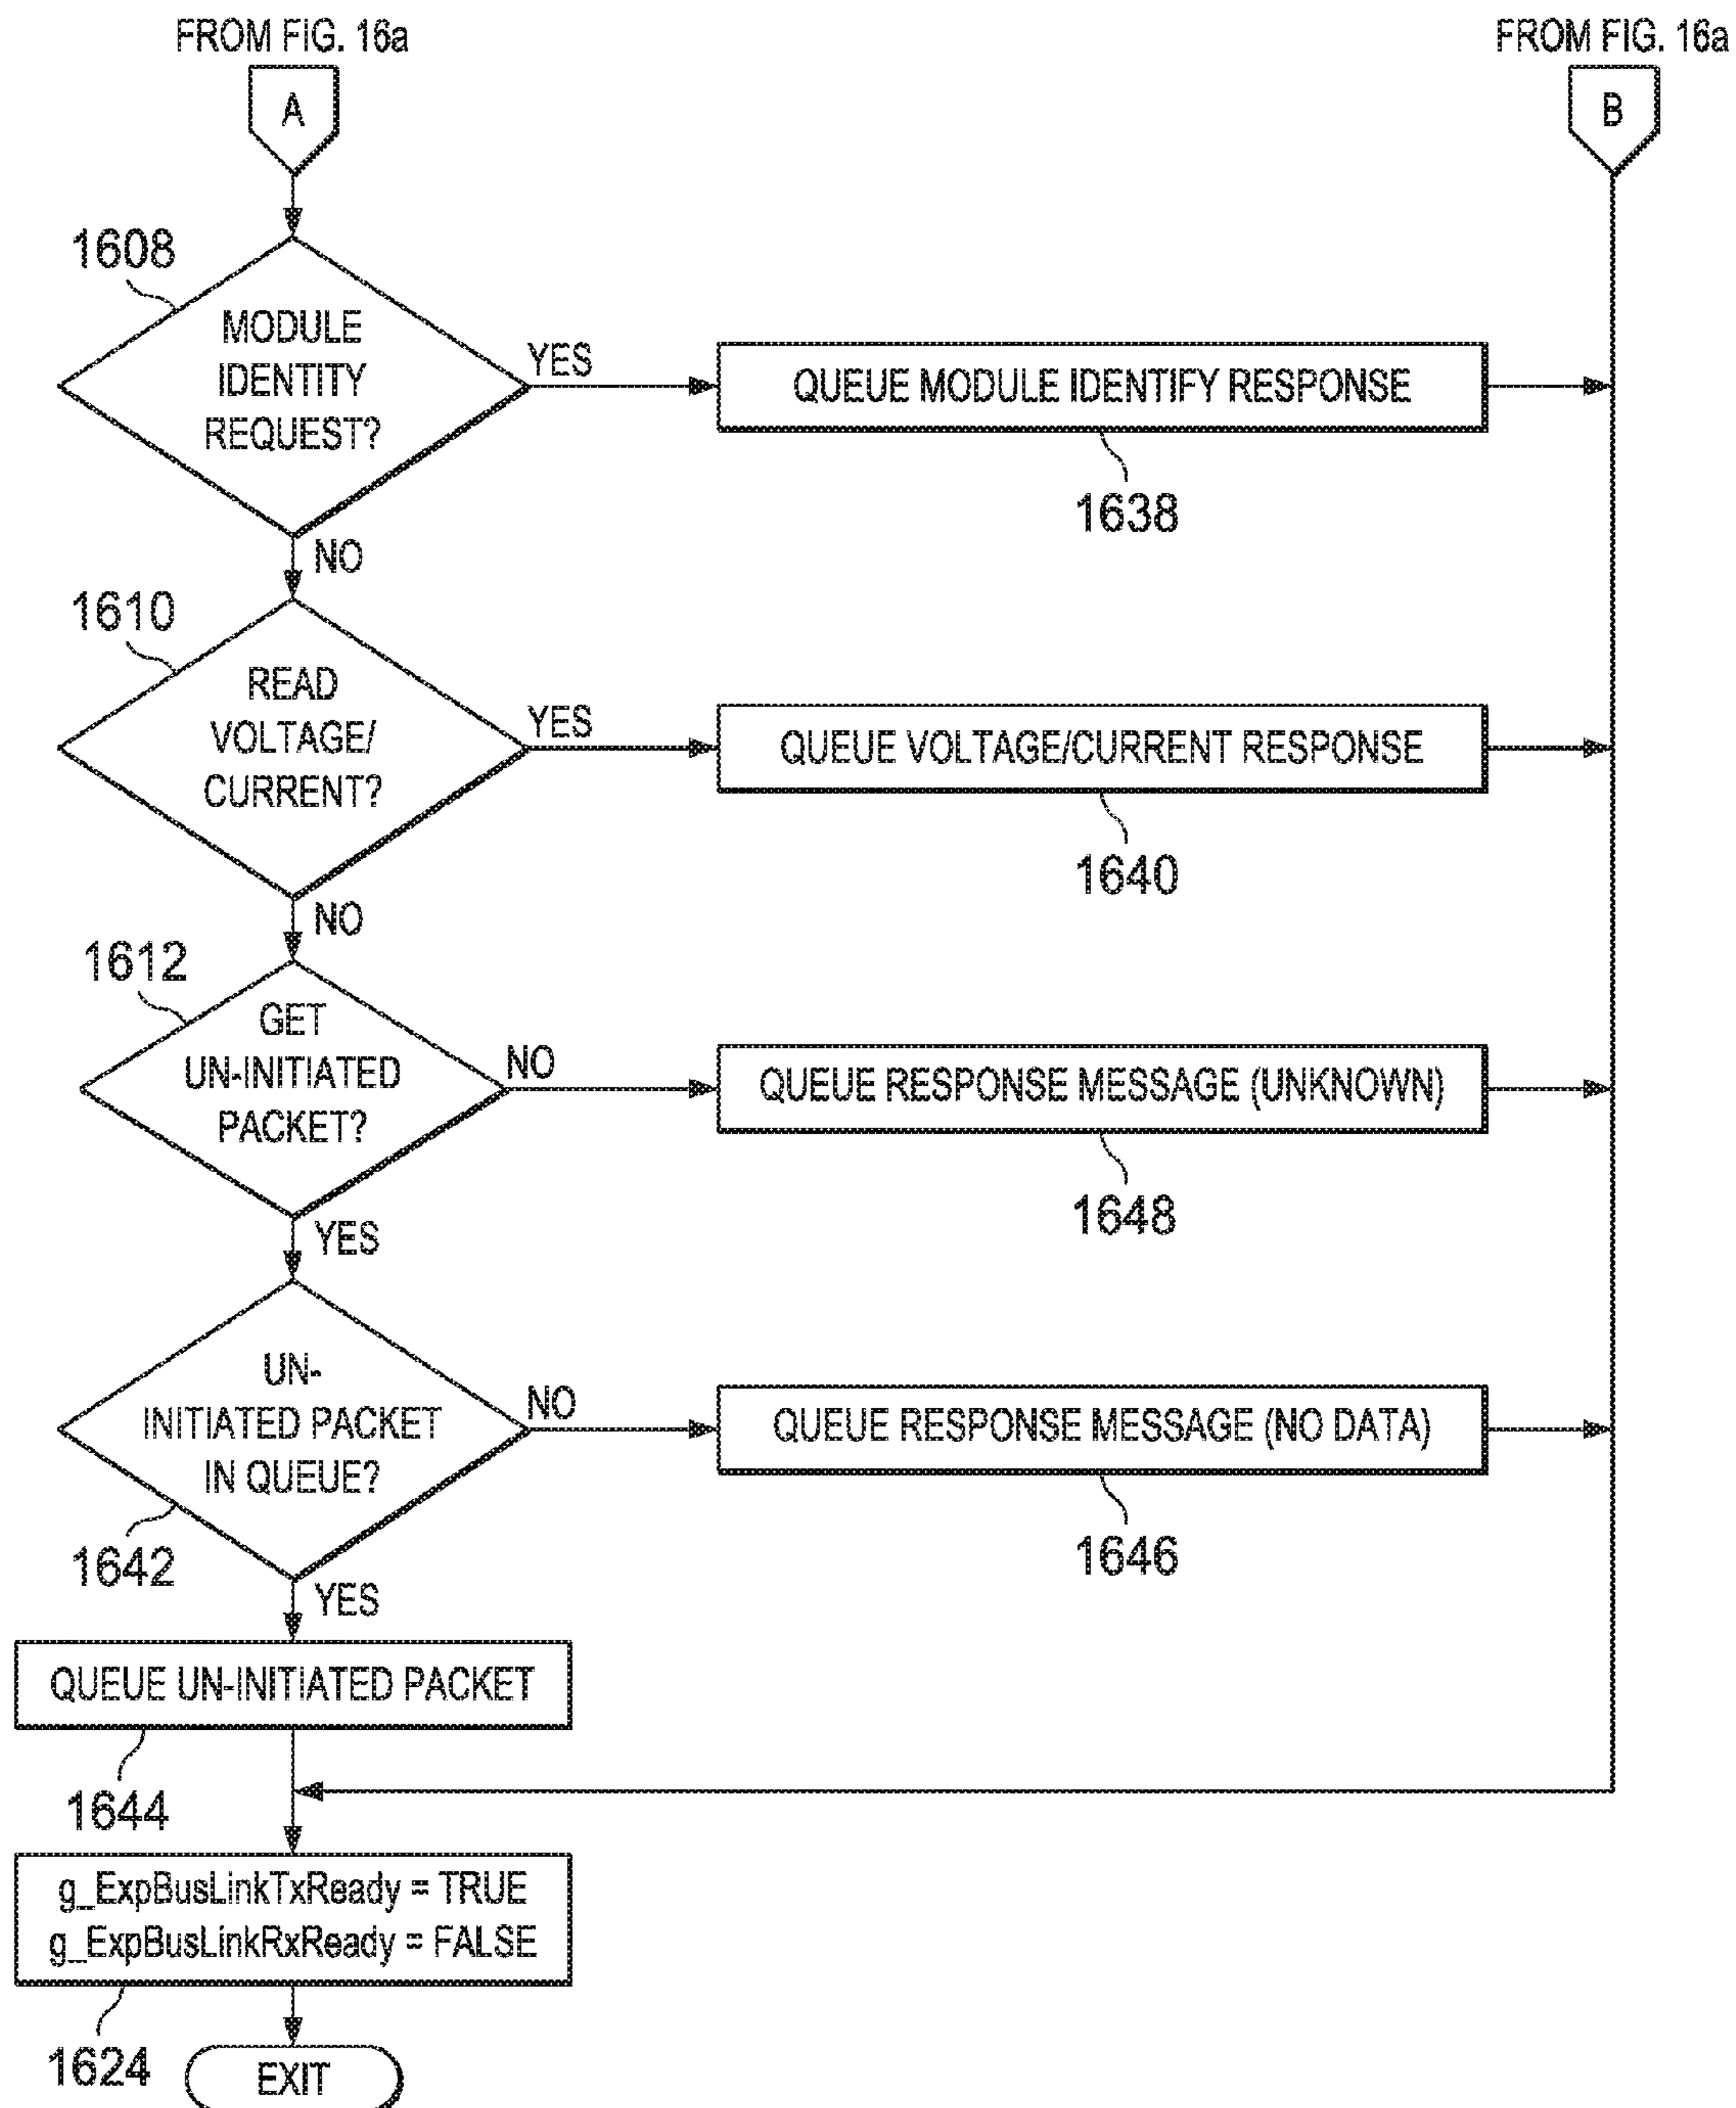 FROM FIG. 16a
FROM FIG. 16a
A
B
1608
MODULE
IDENTITY
REQUEST?
YES
QUEUE MODULE IDENTIFY RESPONSE
1638
NO
1610
READ
VOLTAGE/
CURRENT?
YES
QUEUE VOLTAGE/CURRENT RESPONSE
1640
NO
1612
GET
UN-INITIATED
PACKET?
NO
QUEUE RESPONSE MESSAGE (UNKNOWN)
1648
YES
UN-
INITIATED PACKET
IN QUEUE?
NO
QUEUE RESPONSE MESSAGE (NO DATA)
1646
1642
YES
QUEUE UN-INITIATED PACKET
1644
g_ExpBusLinkTxReady = TRUE
g_ExpBusLinkRxReady = FALSE
1624
EXIT